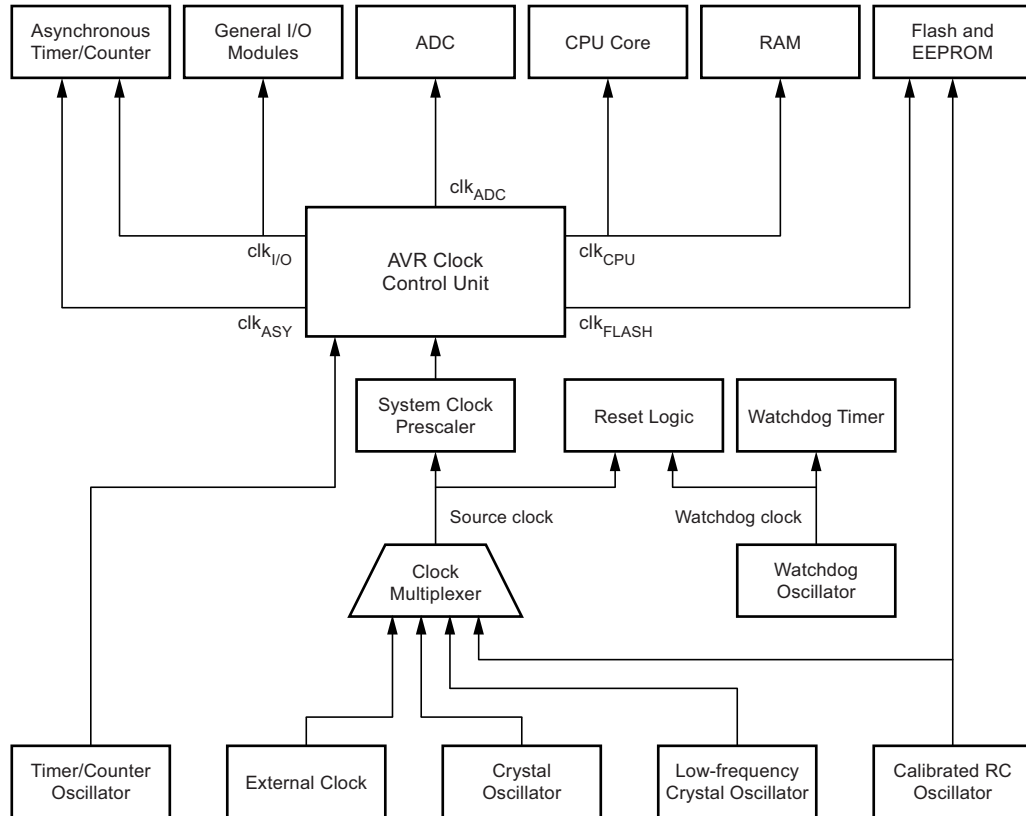 Asynchronous
Timer/Counter
General I/O
Modules
ADC
CPU Core
RAM
Flash and
EEPROM
clkADC
clkI/O
clkCPU
AVR Clock
Control Unit
clkASY
clkFLASH
System Clock
Prescaler
Reset Logic
Watchdog Timer
Source clock
Watchdog clock
Clock
Multiplexer
Watchdog
Oscillator
Timer/Counter
Oscillator
External Clock
Crystal
Oscillator
Low-frequency
Crystal Oscillator
Calibrated RC
Oscillator